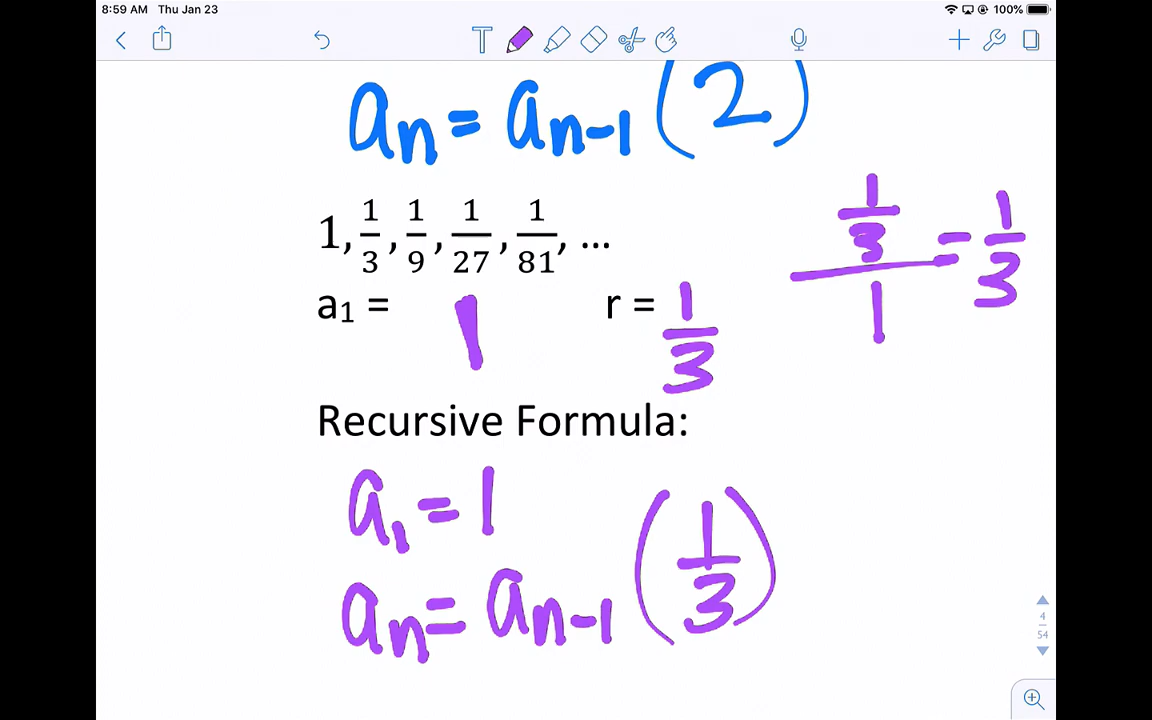 8:59 AM Thu Jan 23 100%
aₙ = aₙ₋₁ (2)
1, 1/3, 1/9, 1/27, 1/81, ...
(1/3)/1 = 1/3
a₁ = 1 r = 1/3
Recursive Formula:
a₁ = 1
aₙ = aₙ₋₁ (1/3)
4
54